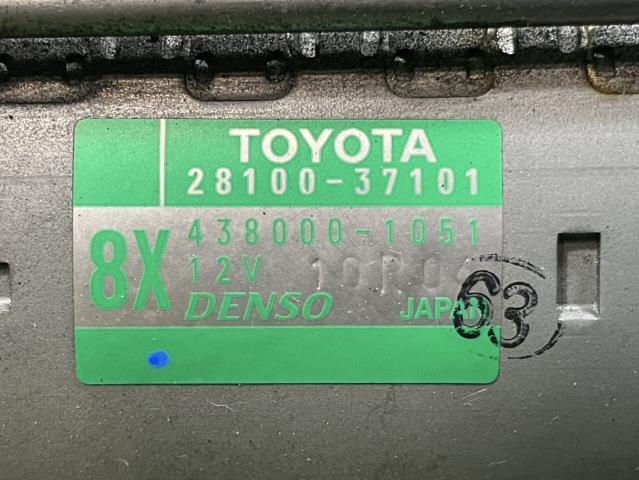 TOYOTA
28100-37101
8X
438000-1051
12V
DENSO JAPAN
63